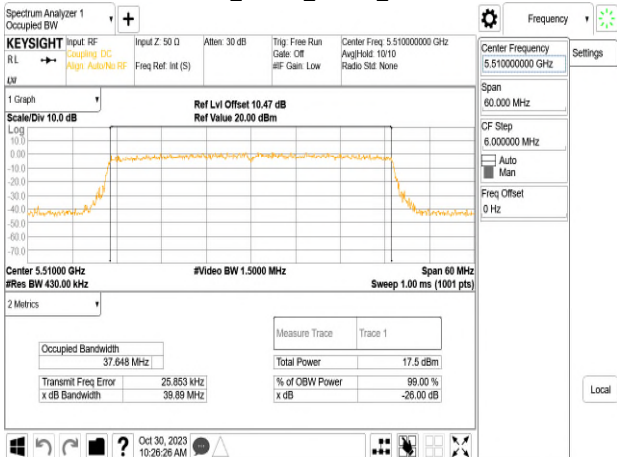 Spectrum Analyzer 1
Occupied BW
Frequency
KEYSIGHT
RL
LXI
Input: RF
Coupling: DC
Align: Auto/No RF
Input Z: 50 Ω
Freq Ref: Int (S)
Atten: 30 dB
Trig: Free Run
Gate: Off
#IF Gain: Low
Center Freq: 5.510000000 GHz
Avg|Hold: 10/10
Radio Std: None
Center Frequency
5.510000000 GHz
Settings
Span
60.000 MHz
CF Step
6.000000 MHz
Auto
Man
Freq Offset
0 Hz
1 Graph
Scale/Div 10.0 dB
Ref Lvl Offset 10.47 dB
Ref Value 20.00 dBm
Log
10.0
0.00
-10.0
-20.0
-30.0
-40.0
-50.0
-60.0
-70.0
Center 5.51000 GHz
#Video BW 1.5000 MHz
Span 60 MHz
#Res BW 430.00 kHz
Sweep 1.00 ms (1001 pts)
2 Metrics
Measure Trace
Trace 1
Occupied Bandwidth
37.648 MHz
Total Power
17.5 dBm
Transmit Freq Error
25.853 kHz
% of OBW Power
99.00 %
x dB Bandwidth
39.89 MHz
x dB
-26.00 dB
Local
?
Oct 30, 2023
10:26:26 AM